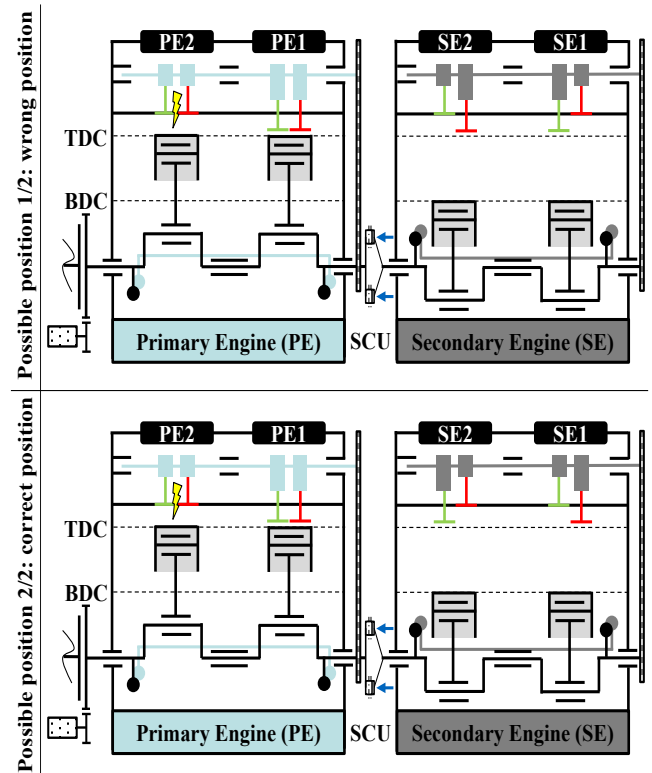 Possible position 1/2: wrong position
PE2 PE1 SE2 SE1
TDC
BDC
Primary Engine (PE) SCU Secondary Engine (SE)
Possible position 2/2: correct position
PE2 PE1 SE2 SE1
TDC
BDC
Primary Engine (PE) SCU Secondary Engine (SE)